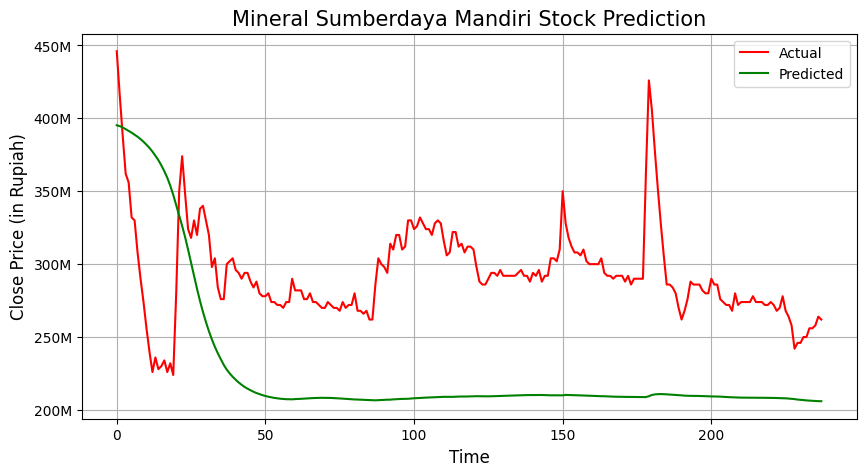 Mineral Sumberdaya Mandiri Stock Prediction
Actual
Predicted
Close Price (in Rupiah)
450M
400M
350M
300M
250M
200M
0
50
100
150
200
Time